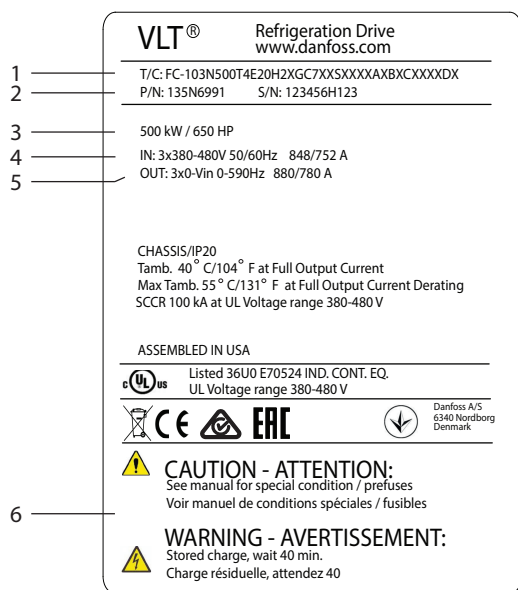 VLT® Refrigeration Drive
www.danfoss.com
1 T/C: FC-103N500T4E20H2XGC7XXSXXXXAXBXCXXXXDX
2 P/N: 135N6991 S/N: 123456H123
3 500 kW / 650 HP
4 IN: 3x380-480V 50/60Hz 848/752 A
5 OUT: 3x0-Vin 0-590Hz 880/780 A
CHASSIS/IP20
Tamb. 40° C/104° F at Full Output Current
Max Tamb. 55° C/131° F at Full Output Current Derating
SCCR 100 kA at UL Voltage range 380-480 V
ASSEMBLED IN USA
c UL us Listed 36U0 E70524 IND. CONT. EQ.
UL Voltage range 380-480 V
CE EAC
Danfoss A/S
6340 Nordborg
Denmark
CAUTION - ATTENTION:
See manual for special condition / prefuses
Voir manuel de conditions spéciales / fusibles
6
WARNING - AVERTISSEMENT:
Stored charge, wait 40 min.
Charge résiduelle, attendez 40